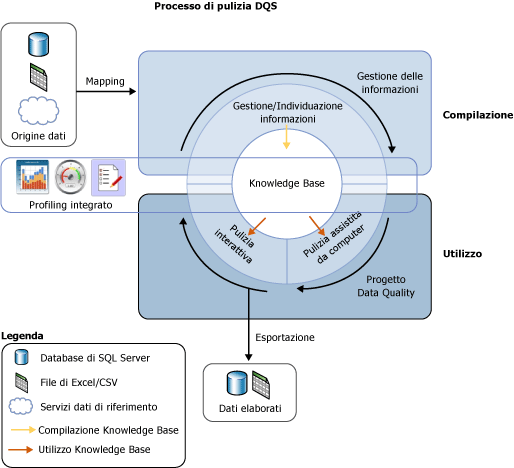 Processo di pulizia DQS
Origine dati
Mapping
Gestione delle
informazioni
Gestione/Individuazione
informazioni
Compilazione
Knowledge Base
Profiling integrato
Pulizia
interattiva
Pulizia assistita
da computer
Utilizzo
Progetto
Data Quality
Esportazione
Dati elaborati
Legenda
Database di SQL Server
File di Excel/CSV
Servizi dati di riferimento
Compilazione Knowledge Base
Utilizzo Knowledge Base